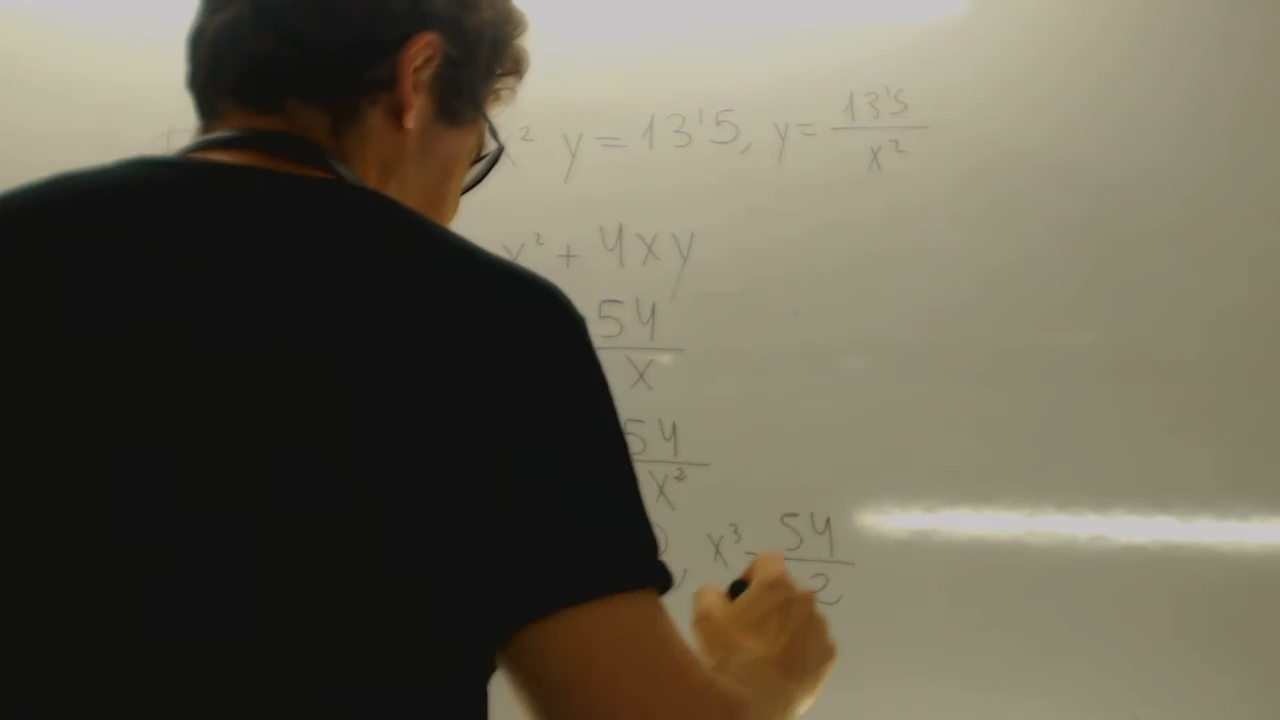 x² y = 13'5, y = 13'5 / x²
x² + 4xy
54 / x
54 / x²
x³ = 54 / 2